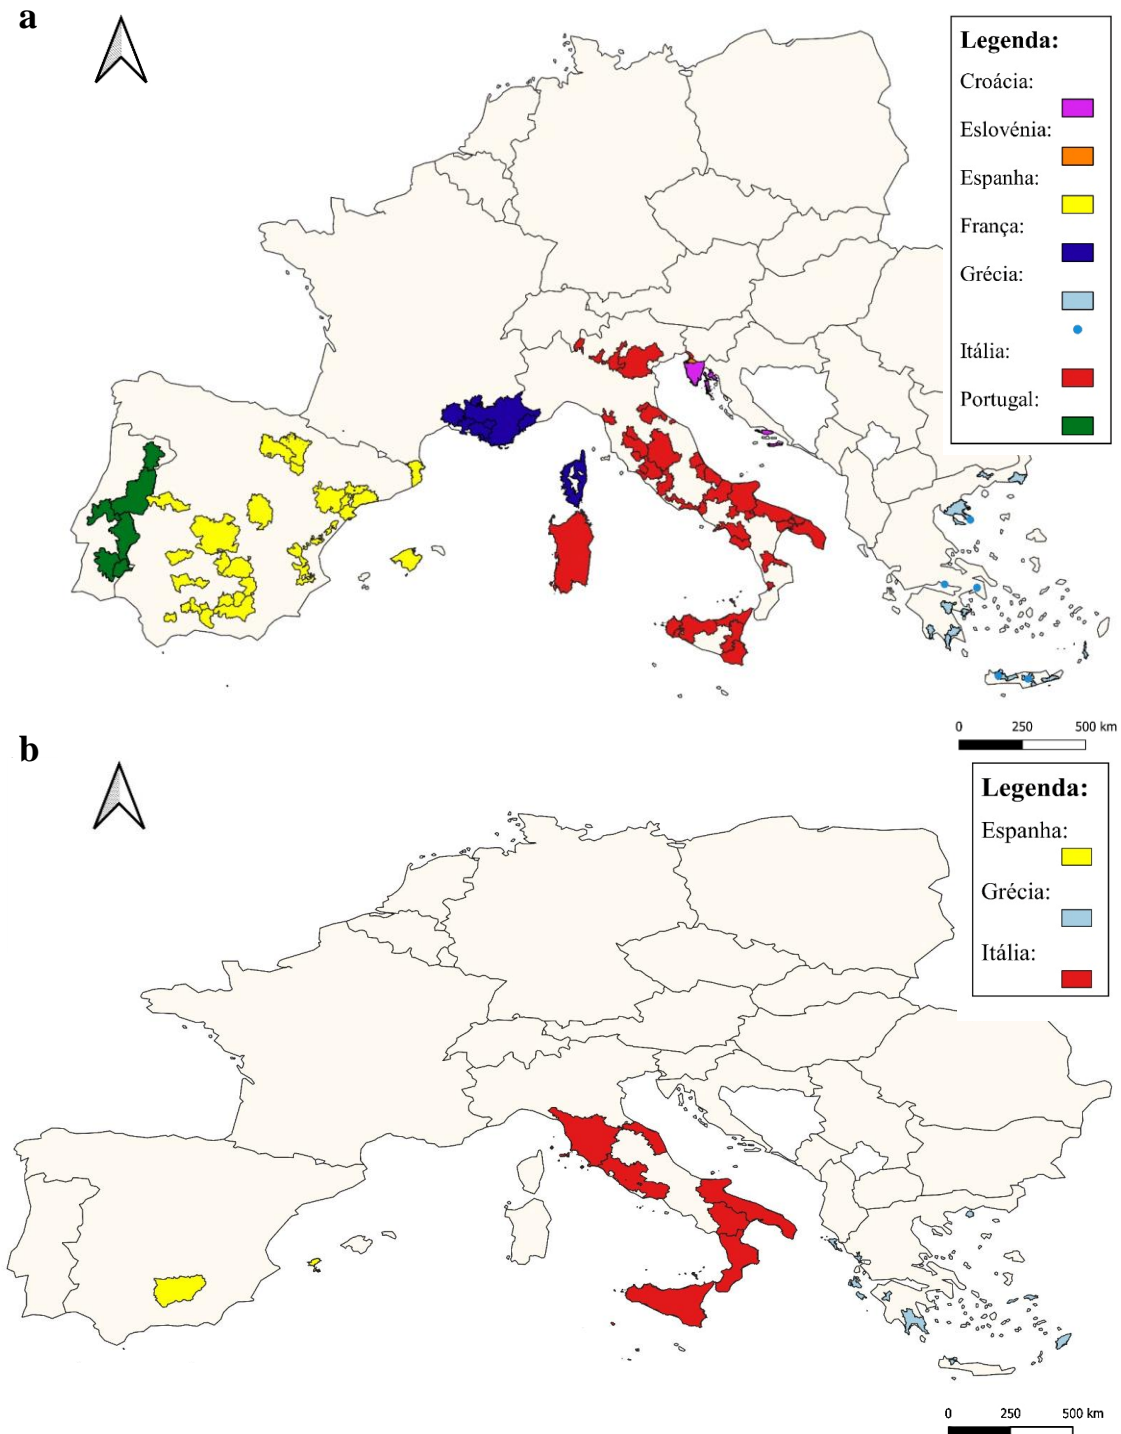 a
Legenda:
Croácia:
Eslovénia:
Espanha:
França:
Grécia:
Itália:
Portugal:
0 250 500 km
b
Legenda:
Espanha:
Grécia:
Itália:
0 250 500 km